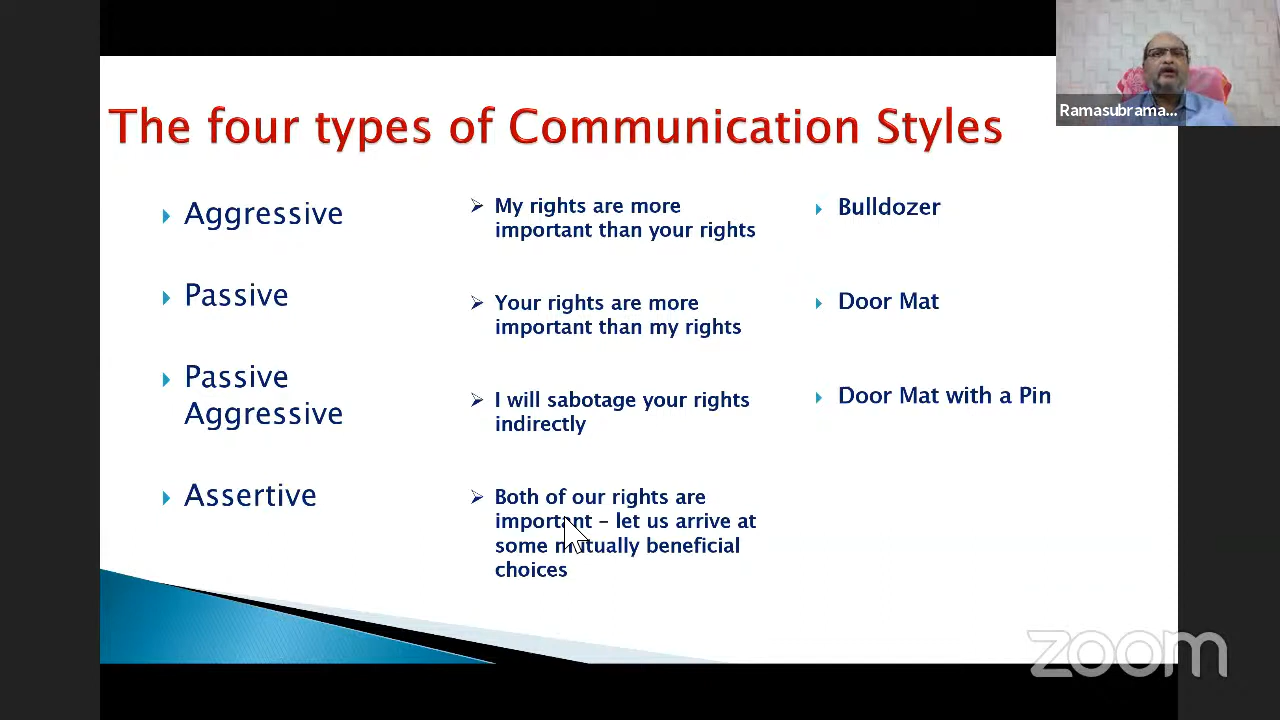 Ramasubrama...
The four types of Communication Styles
Aggressive
My rights are more
important than your rights
Bulldozer
Passive
Your rights are more
important than my rights
Door Mat
Passive
Aggressive
I will sabotage your rights
indirectly
Door Mat with a Pin
Assertive
Both of our rights are
important – let us arrive at
some mutually beneficial
choices
zoom